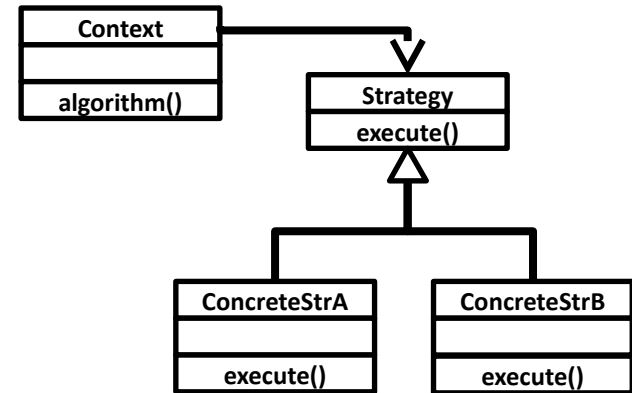 Context
algorithm()
Strategy
execute()
ConcreteStrA
execute()
ConcreteStrB
execute()